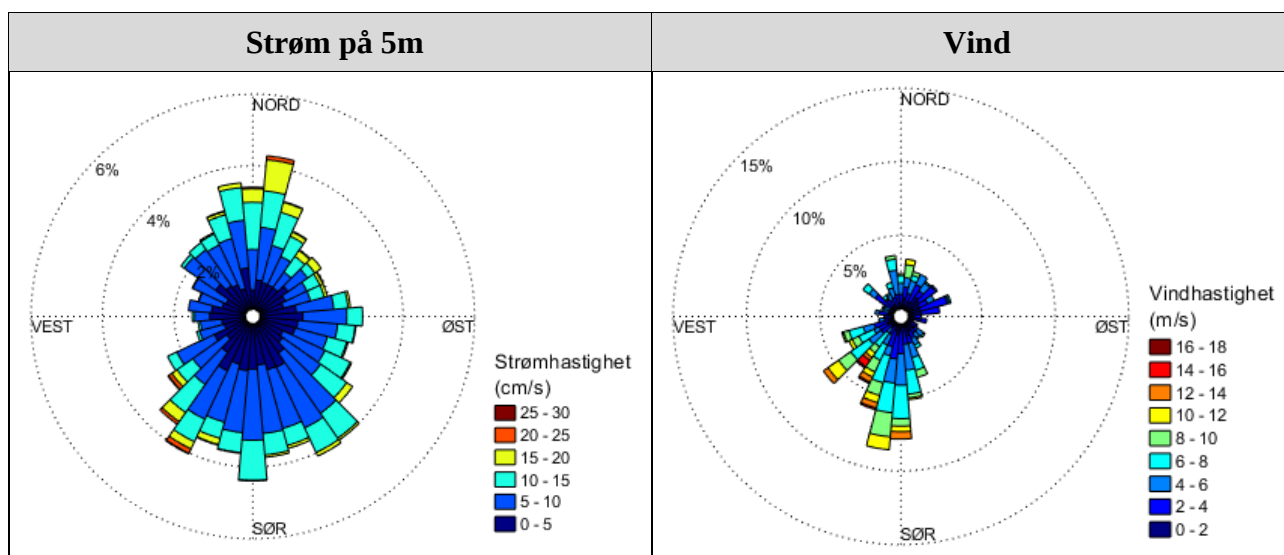 Strøm på 5m
Vind
NORD
6%
4%
2%
VEST
ØST
SØR
Strømhastighet
(cm/s)
25 - 30
20 - 25
15 - 20
10 - 15
5 - 10
0 - 5
NORD
15%
10%
5%
VEST
ØST
SØR
Vindhastighet
(m/s)
16 - 18
14 - 16
12 - 14
10 - 12
8 - 10
6 - 8
4 - 6
2 - 4
0 - 2